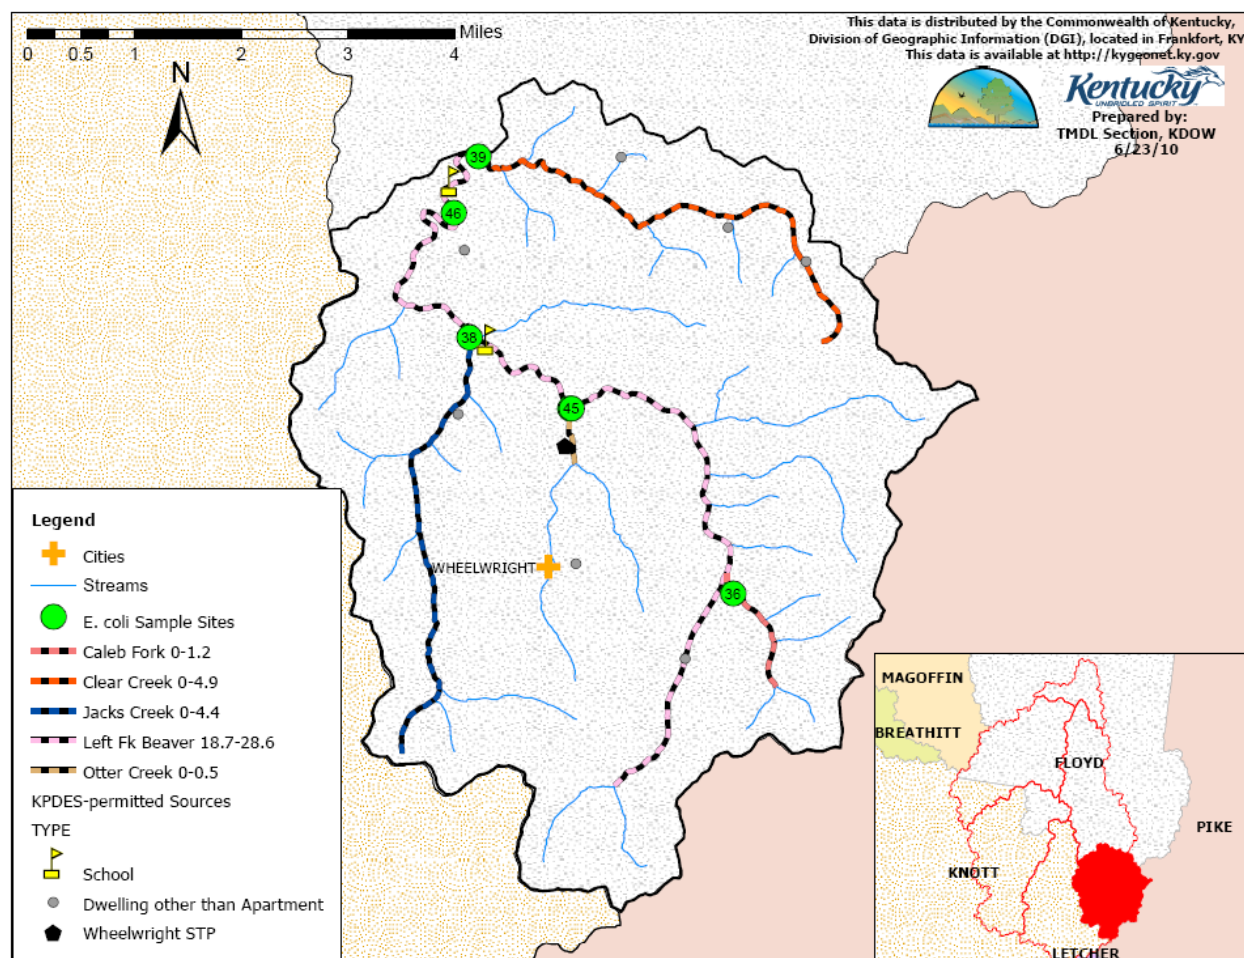 Miles
0 1 2 3 4
N
This data is distributed by the Commonwealth of Kentucky,
Division of Geographic Information (DGI), located in Frankfort, KY
This data is available at http://kygeonet.ky.gov
Kentucky
UNBRIDLED SPIRIT
Prepared by:
TMDL Section, KDOW
6/23/10
39
46
38
45
WHEELWRIGHT
36
Legend
Cities
Streams
E. coli Sample Sites
Caleb Fork 0-1.2
Clear Creek 0-4.9
Jacks Creek 0-4.4
Left Fk Beaver 18.7-28.6
Otter Creek 0-0.5
KPDES-permitted Sources
TYPE
School
Dwelling other than Apartment
Wheelwright STP
MAGOFFIN
BREATHITT
FLOYD
PIKE
KNOTT
LETCHER